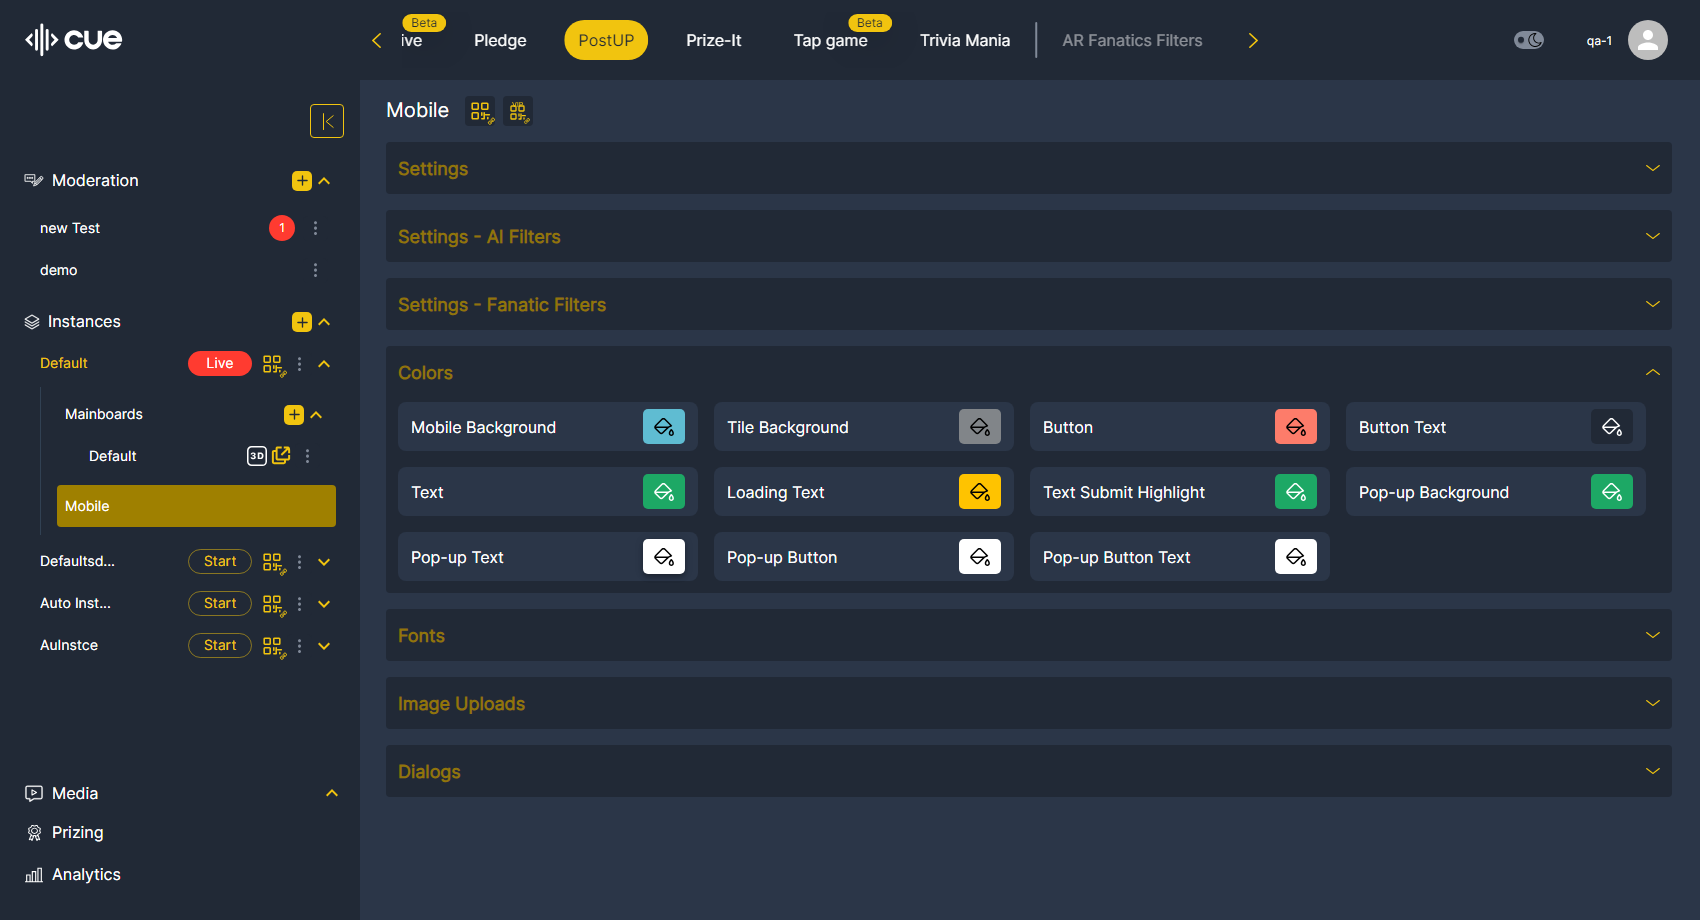 cue
Beta
ive
Pledge
PostUP
Prize-It
Tap game
Beta
Trivia Mania
AR Fanatics Filters
qa-1
Moderation
new Test
1
demo
Instances
Default
Live
Mainboards
Default
3D
Mobile
Defaultsd...
Start
Auto Inst...
Start
AuInstce
Start
Media
Prizing
Analytics
Mobile
Settings
Settings - AI Filters
Settings - Fanatic Filters
Colors
Mobile Background
Tile Background
Button
Button Text
Text
Loading Text
Text Submit Highlight
Pop-up Background
Pop-up Text
Pop-up Button
Pop-up Button Text
Fonts
Image Uploads
Dialogs